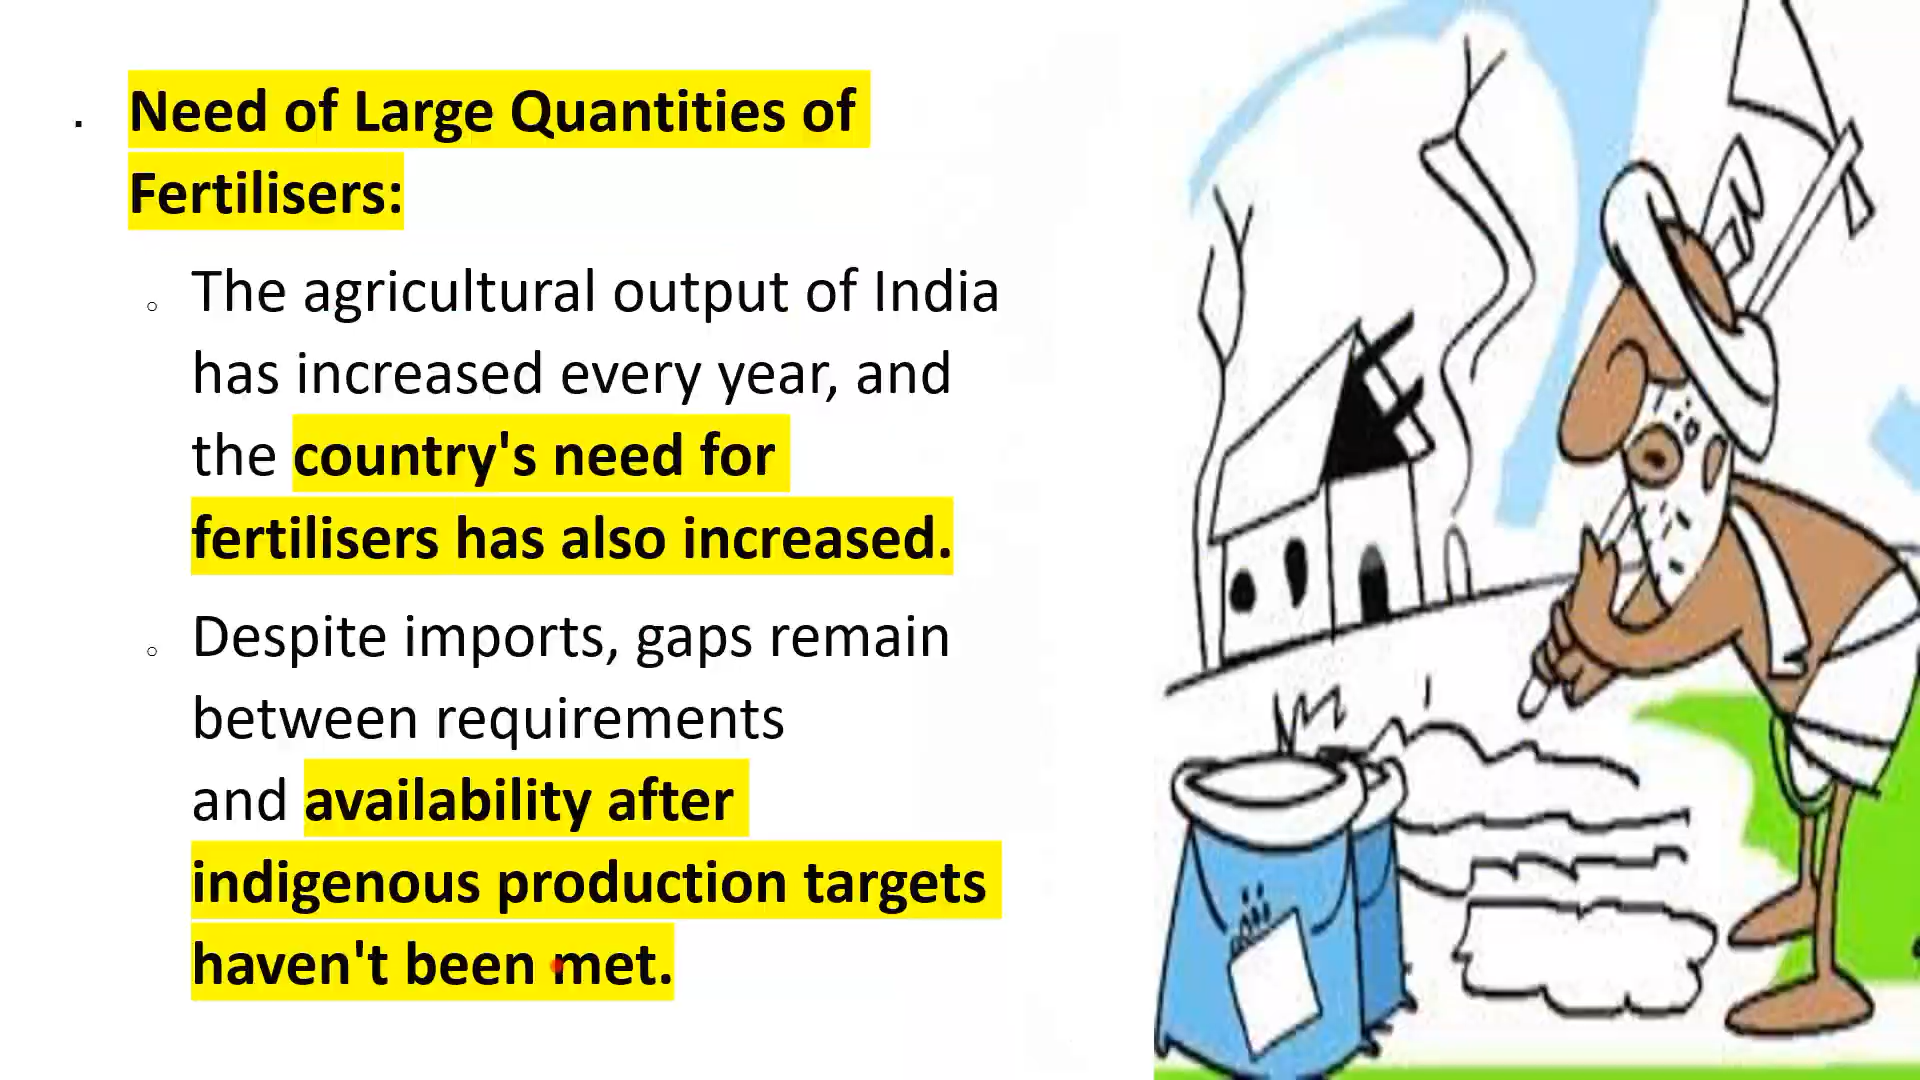 Need of Large Quantities of
Fertilisers:
The agricultural output of India
has increased every year, and
the country's need for
fertilisers has also increased.
Despite imports, gaps remain
between requirements
and availability after
indigenous production targets
haven't been met.